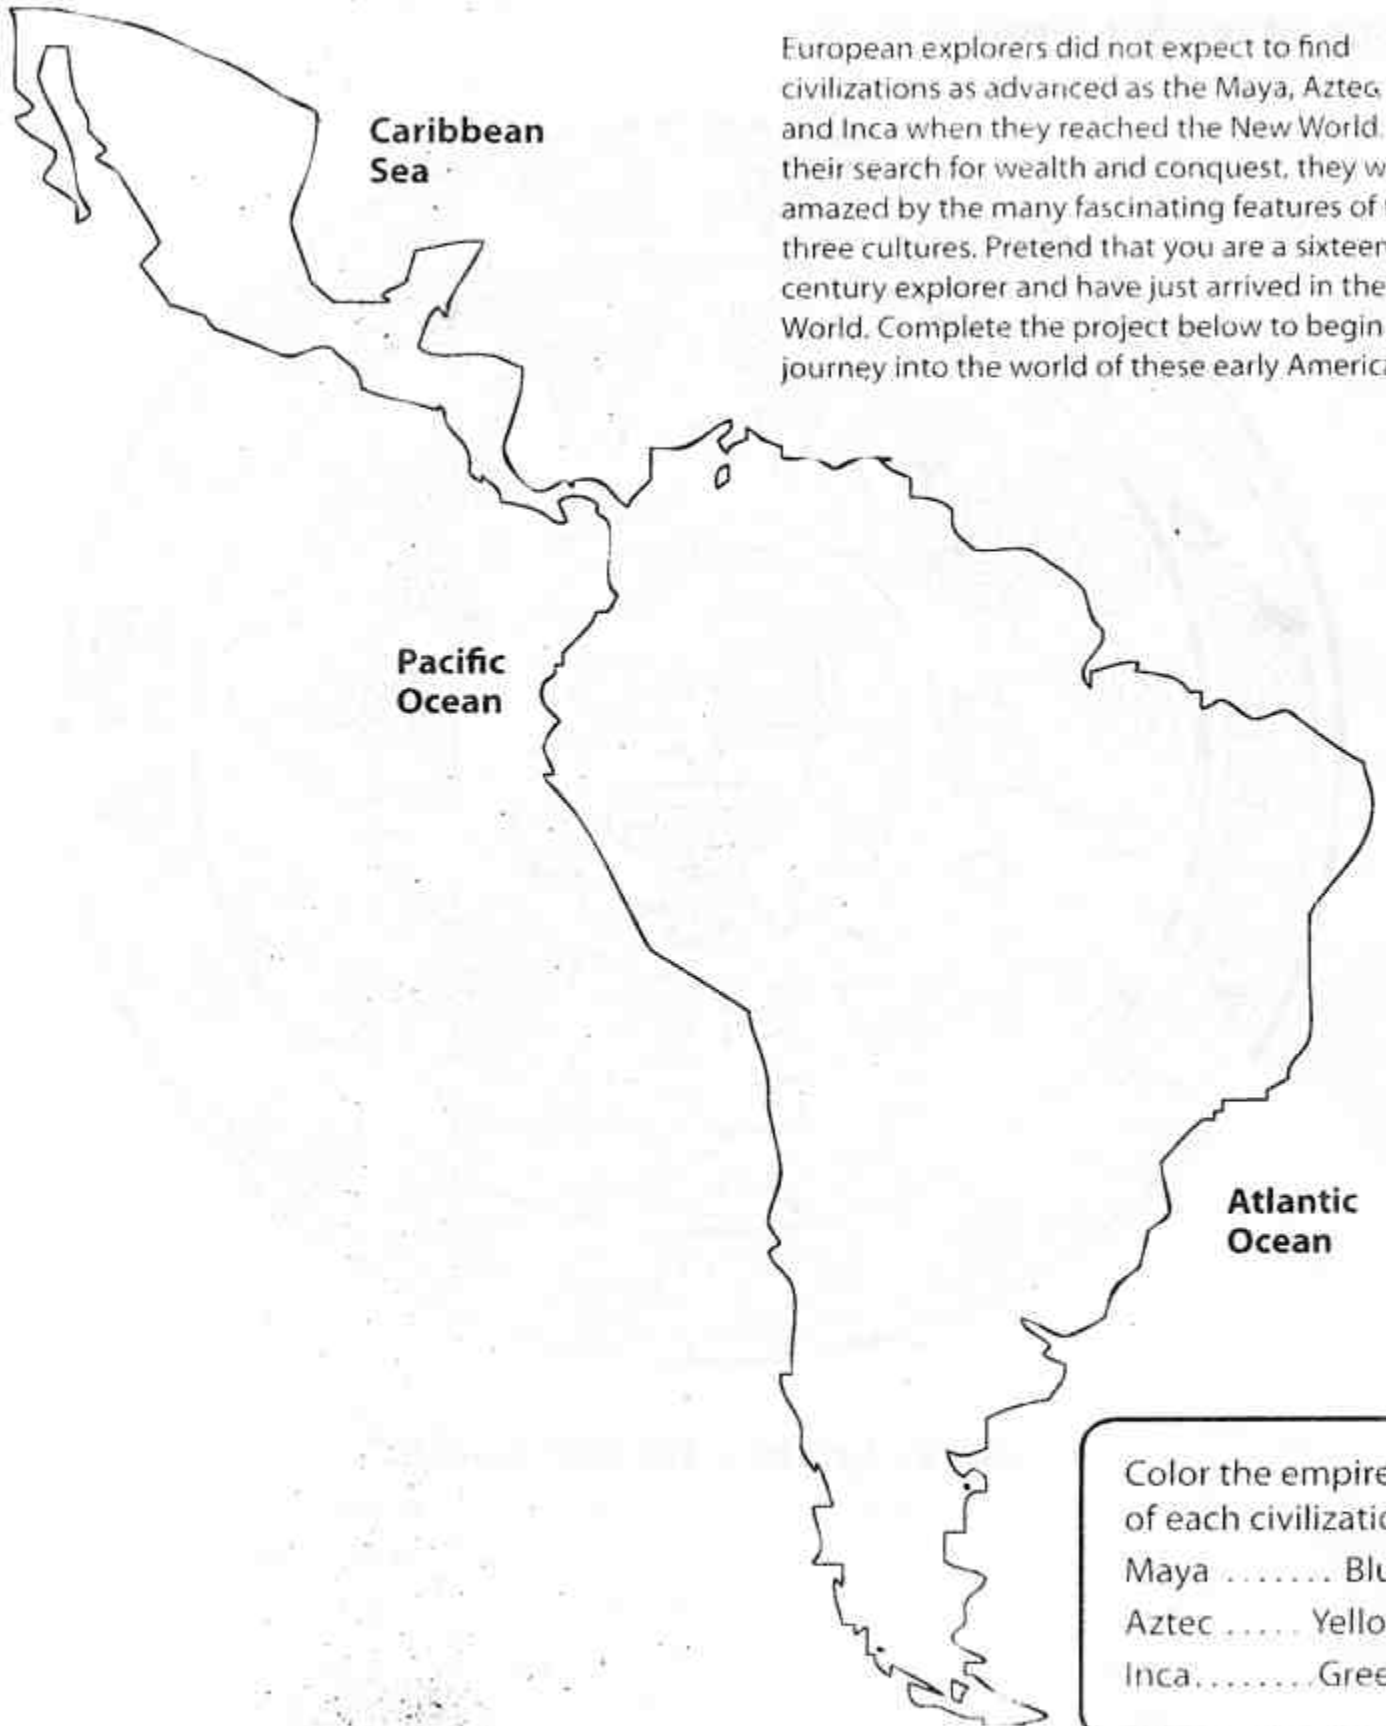 European explorers did not expect to find
civilizations as advanced as the Maya, Aztec
and Inca when they reached the New World.
their search for wealth and conquest, they
amazed by the many fascinating features of
three cultures. Pretend that you are a
century explorer and have just arrived in the
World. Complete the project below to begin
journey into the world of these early
Caribbean
Sea
Pacific
Ocean
Atlantic
Ocean
Color the
of each
Maya .......
Aztec .....
Inca........